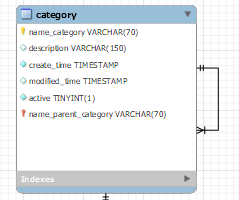 category
name_category VARCHAR(70)
description VARCHAR(150)
create_time TIMESTAMP
modified_time TIMESTAMP
active TINYINT(1)
name_parent_category VARCHAR(70)
Indexes